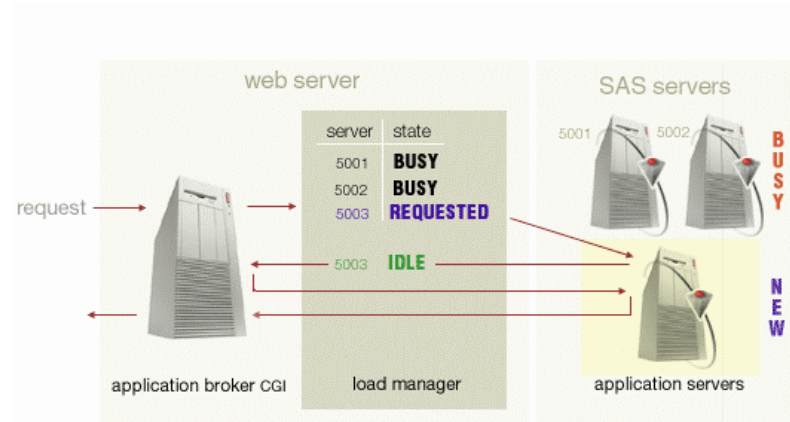 web server
SAS servers
server state
5001 BUSY
5002 BUSY
5003 REQUESTED
5003 IDLE
request
5001
5002
BUSY
NEW
application broker CGI
load manager
application servers